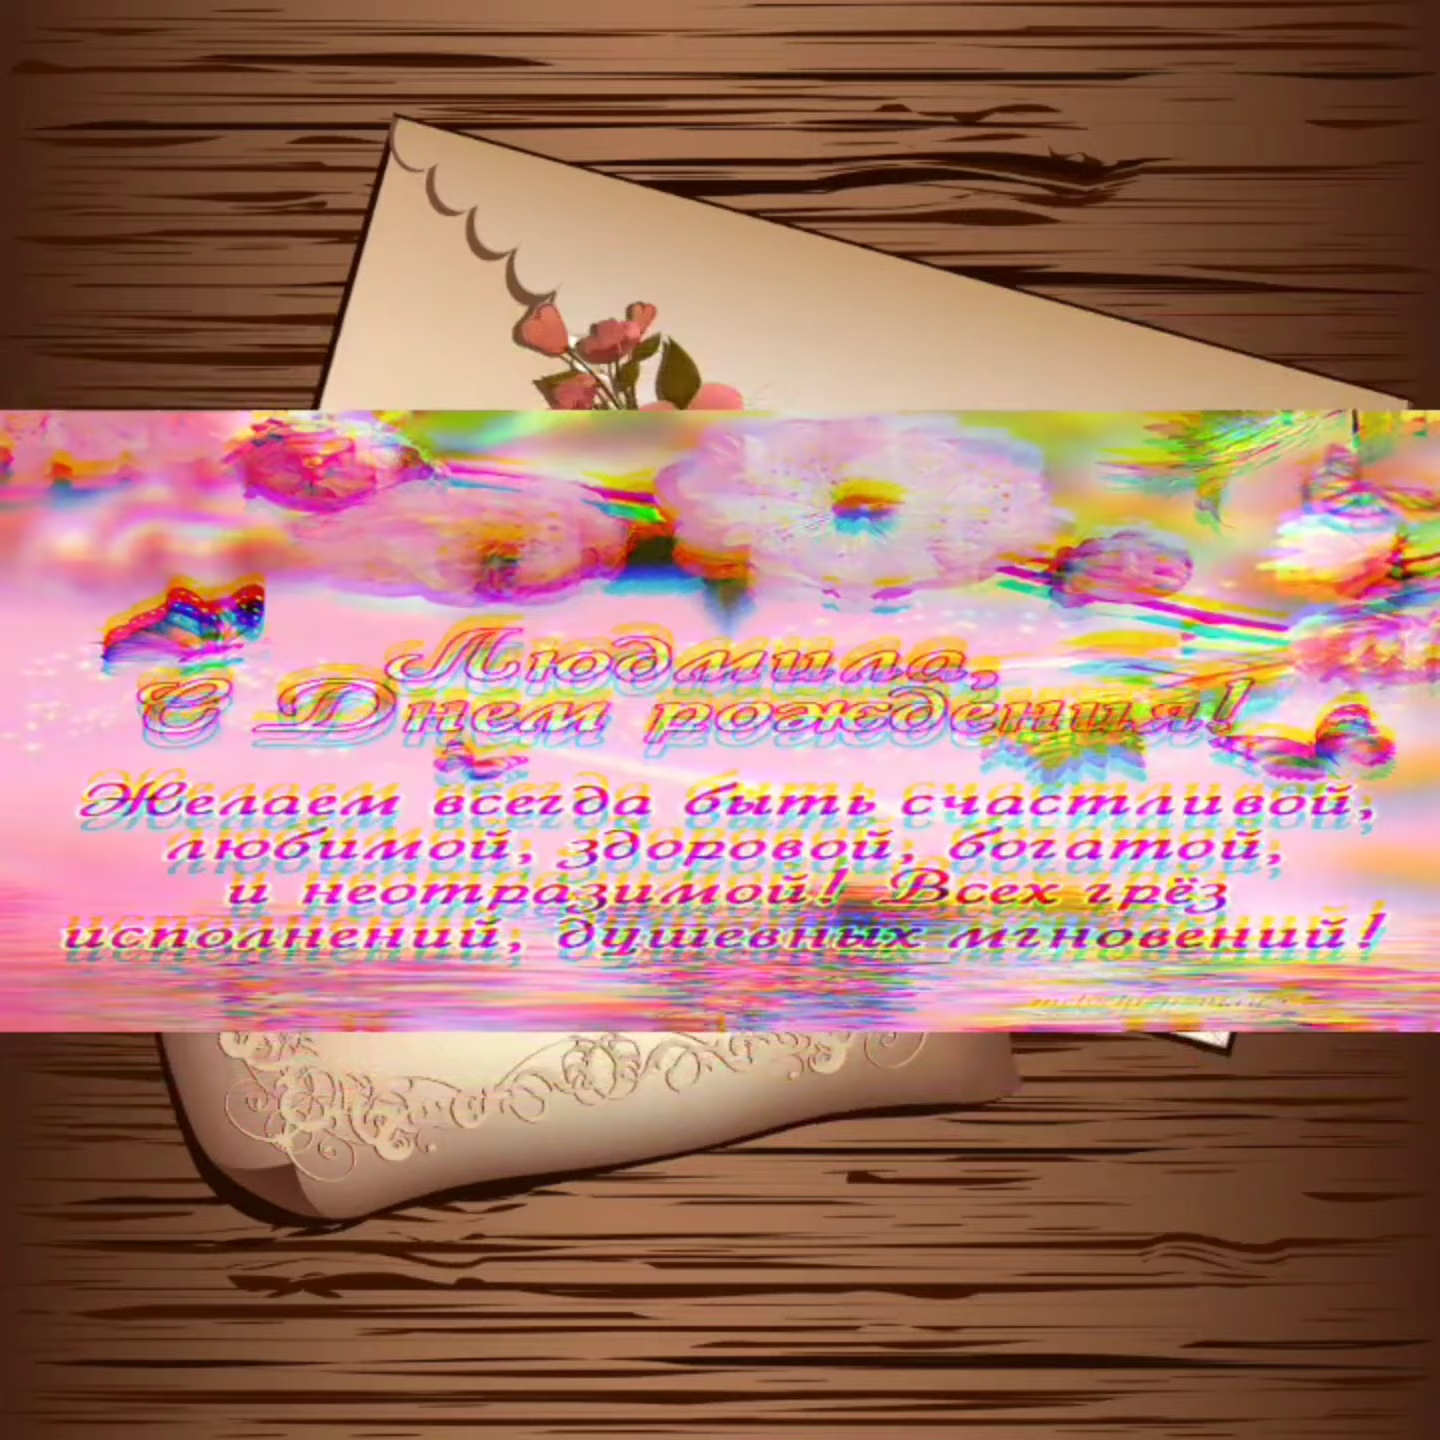 Людмила,
С Днем рождения!
Желаем всегда быть счастливой,
любимой, здоровой, богатой,
и неотразимой! Всех грёз
исполнений, душевных мгновений!